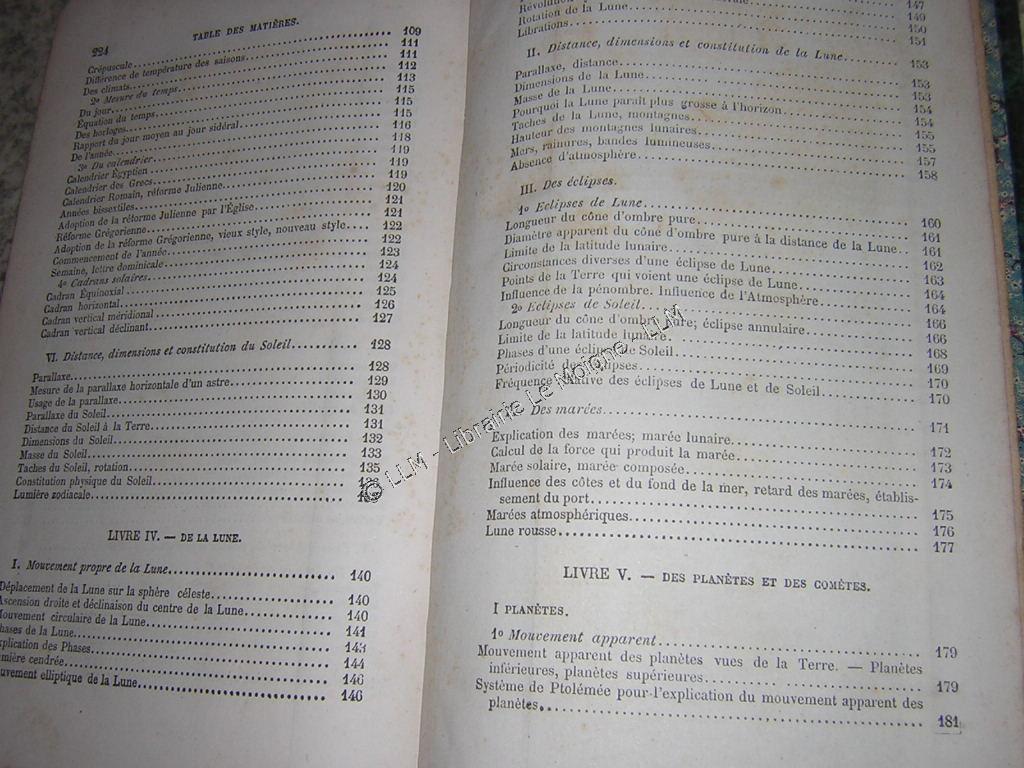 224 TABLE DES MATIÈRES.
Crépuscule 109
Différence de température des saisons 111
Des climats 111
2º Mesure du temps 112
Du jour 113
Équation du temps 115
Des horloges 115
Rapport du jour moyen au jour sidéral 115
De l'année 116
3º Du calendrier 118
Calendrier Égyptien 119
Calendrier des Grecs 119
Calendrier Romain, réforme Julienne 119
Années bissextiles 120
Adoption de la réforme Julienne par l'Église 121
Réforme Grégorienne 121
Adoption de la réforme Grégorienne, vieux style, nouveau style 122
Commencement de l'année 122
Semaine, lettre dominicale 123
4º Cadrans solaires 124
Cadran Équinoxial 124
Cadran horizontal 125
Cadran vertical méridional 126
Cadran vertical déclinant 127
VI. Distance, dimensions et constitution du Soleil 128
Parallaxe 128
Mesure de la parallaxe horizontale d'un astre 129
Usage de la parallaxe 130
Parallaxe du Soleil 131
Distance du Soleil à la Terre 131
Dimensions du Soleil 132
Masse du Soleil 133
Taches du Soleil, rotation 135
Constitution physique du Soleil
Lumière zodiacale
LIVRE IV. — DE LA LUNE.
I. Mouvement propre de la Lune 140
Déplacement de la Lune sur la sphère céleste 140
Ascension droite et déclinaison du centre de la Lune 140
Mouvement circulaire de la Lune 141
Phases de la Lune 143
Explication des Phases 144
Lumière cendrée 146
Mouvement elliptique de la Lune 146
Révolution 147
Rotation de la Lune 149
Librations 150
151
II. Distance, dimensions et constitution de la Lune 153
Parallaxe, distance 153
Dimensions de la Lune 153
Masse de la Lune 154
Pourquoi la Lune paraît plus grosse à l'horizon 154
Taches de la Lune, montagnes 155
Hauteur des montagnes lunaires 155
Mers, rainures, bandes lumineuses 157
Absence d'atmosphère 158
III. Des éclipses.
1º Eclipses de Lune 160
Longueur du cône d'ombre pure 161
Diamètre apparent du cône d'ombre pure à la distance de la Lune 161
Limite de la latitude lunaire 162
Circonstances diverses d'une éclipse de Lune 163
Points de la Terre qui voient une éclipse de Lune 164
Influence de la pénombre. Influence de l'Atmosphère 164
2º Eclipses de Soleil 166
Longueur du cône d'ombre pure; éclipse annulaire 166
Limite de la latitude lunaire 168
Phases d'une éclipse de Soleil 169
Périodicité des éclipses 170
Fréquence relative des éclipses de Lune et de Soleil 170
Des marées 171
Explication des marées; marée lunaire 172
Calcul de la force qui produit la marée 173
Marée solaire, marée composée 174
Influence des côtes et du fond de la mer, retard des marées, établis-
sement du port 175
Marées atmosphériques 176
Lune rousse 177
LIVRE V. — DES PLANÈTES ET DES COMÈTES.
I PLANÈTES.
1º Mouvement apparent 179
Mouvement apparent des planètes vues de la Terre. — Planètes
inférieures, planètes supérieures 179
Système de Ptolémée pour l'explication du mouvement apparent des
planètes 181
© LLM - Librairie Le Moine - LLM